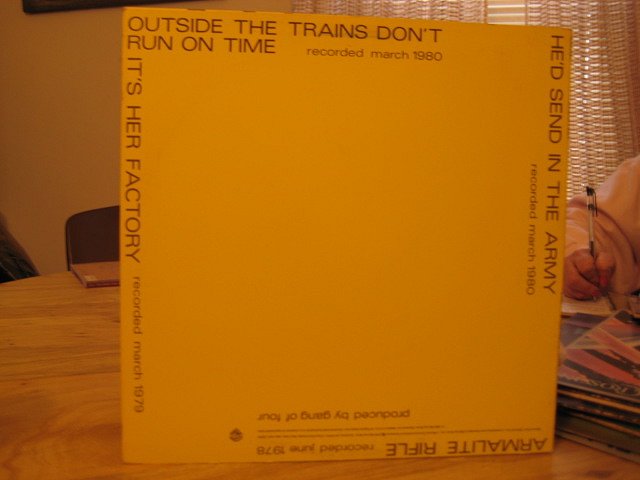 OUTSIDE THE TRAINS DON'T
RUN ON TIME
recorded march 1980
HE'D SEND IN THE ARMY
recorded march 1980
ARMALITE RIFLE
recorded june 1978
produced by gang of four
IT'S HER FACTORY
recorded march 1979